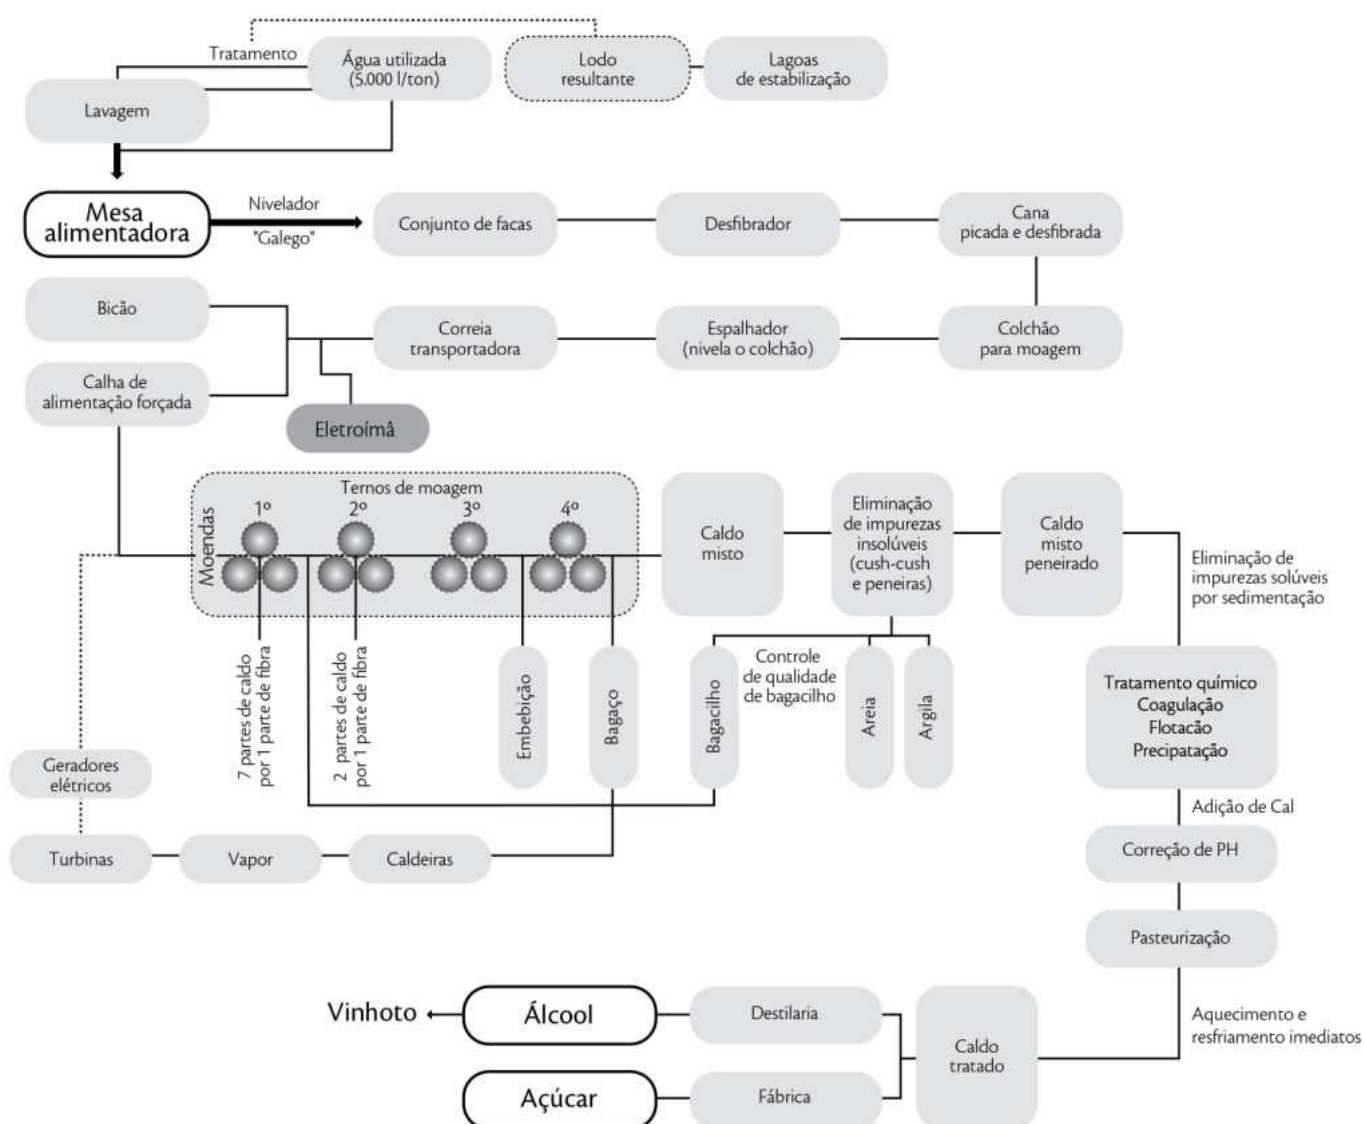 Tratamento
Água utilizada
(5.000 l/ton)
Lodo
resultante
Lagoas
de estabilização
Lavagem
Mesa
alimentadora
Nivelador
"Galego"
Conjunto de facas
Desfibrador
Cana
picada e desfibrada
Bicão
Correia
transportadora
Espalhador
(nivela o colchão)
Colchão
para moagem
Calha de
alimentação forçada
Eletroímâ
Ternos de moagem
Moendas
1º
2º
3º
4º
Caldo
misto
Eliminação
de impurezas
insolúveis
(cush-cush
e peneiras)
Caldo
misto
peneirado
Eliminação de
impurezas solúveis
por sedimentação
7 partes de caldo
por 1 parte de fibra
2 partes de caldo
por 1 parte de fibra
Embebição
Bagaço
Bagacilho
Controle
de qualidade
de bagacilho
Areia
Argila
Tratamento químico
Coagulação
Flotacão
Precipatação
Geradores
elétricos
Adição de Cal
Turbinas
Vapor
Caldeiras
Correção de PH
Pasteurização
Vinhoto
Álcool
Destilaria
Caldo
tratado
Aquecimento e
resfriamento imediatos
Açúcar
Fábrica